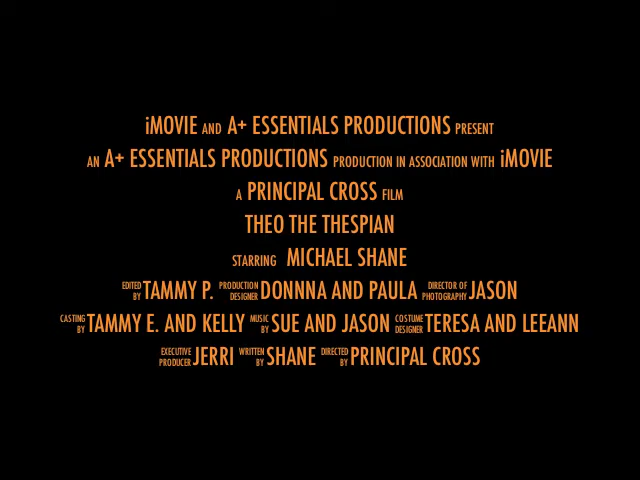 iMOVIE AND A+ ESSENTIALS PRODUCTIONS PRESENT
AN A+ ESSENTIALS PRODUCTIONS PRODUCTION IN ASSOCIATION WITH iMOVIE
A PRINCIPAL CROSS FILM
THEO THE THESPIAN
STARRING MICHAEL SHANE
EDITED BY TAMMY P. PRODUCTION DESIGNER DONNNA AND PAULA DIRECTOR OF PHOTOGRAPHY JASON
CASTING BY TAMMY E. AND KELLY MUSIC BY SUE AND JASON COSTUME DESIGNER TERESA AND LEEANN
EXECUTIVE PRODUCER JERRI WRITTEN BY SHANE DIRECTED BY PRINCIPAL CROSS